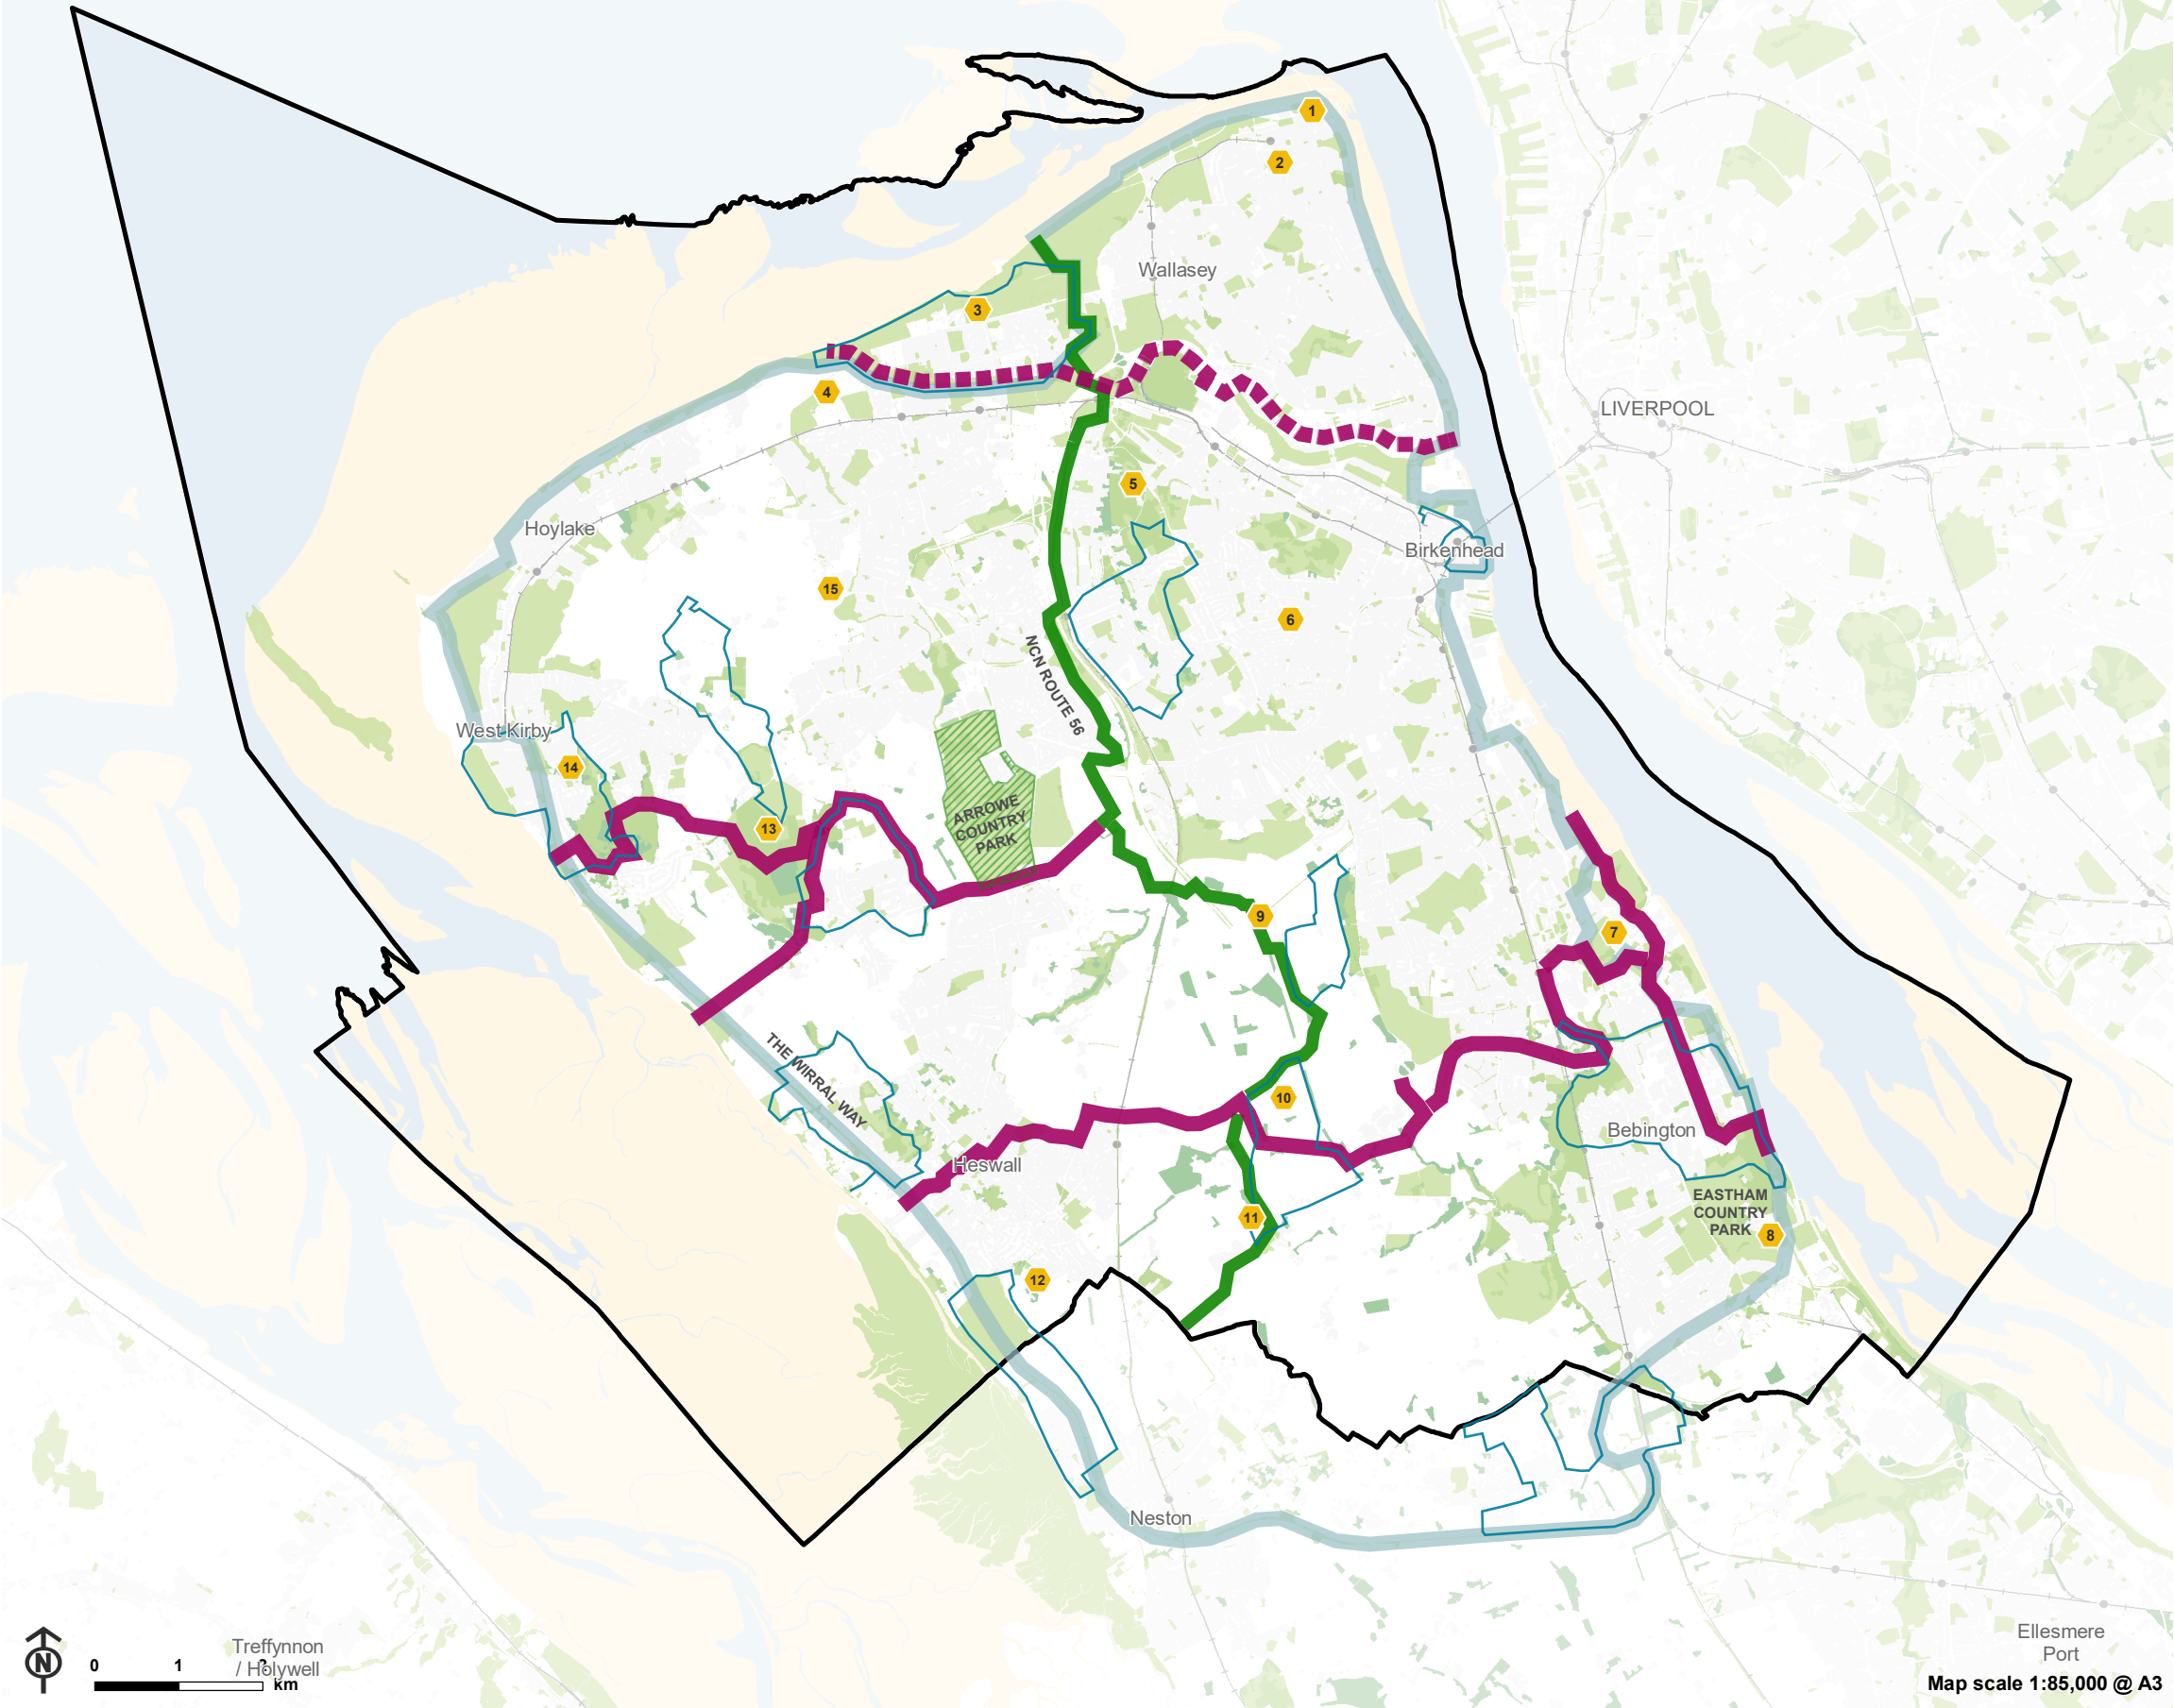 1
2
Wallasey
3
4
LIVERPOOL
5
Hoylake
Birkenhead
15
6
NCN ROUTE 56
West Kirby
14
ARROWE
COUNTRY
PARK
13
9
7
THE WIRRAL WAY
10
Bebington
Heswall
EASTHAM
COUNTRY
PARK
11
8
12
Neston
N
Treffynnon
/ Holywell
0
1
2
km
Ellesmere
Port
Map scale 1:85,000 @ A3